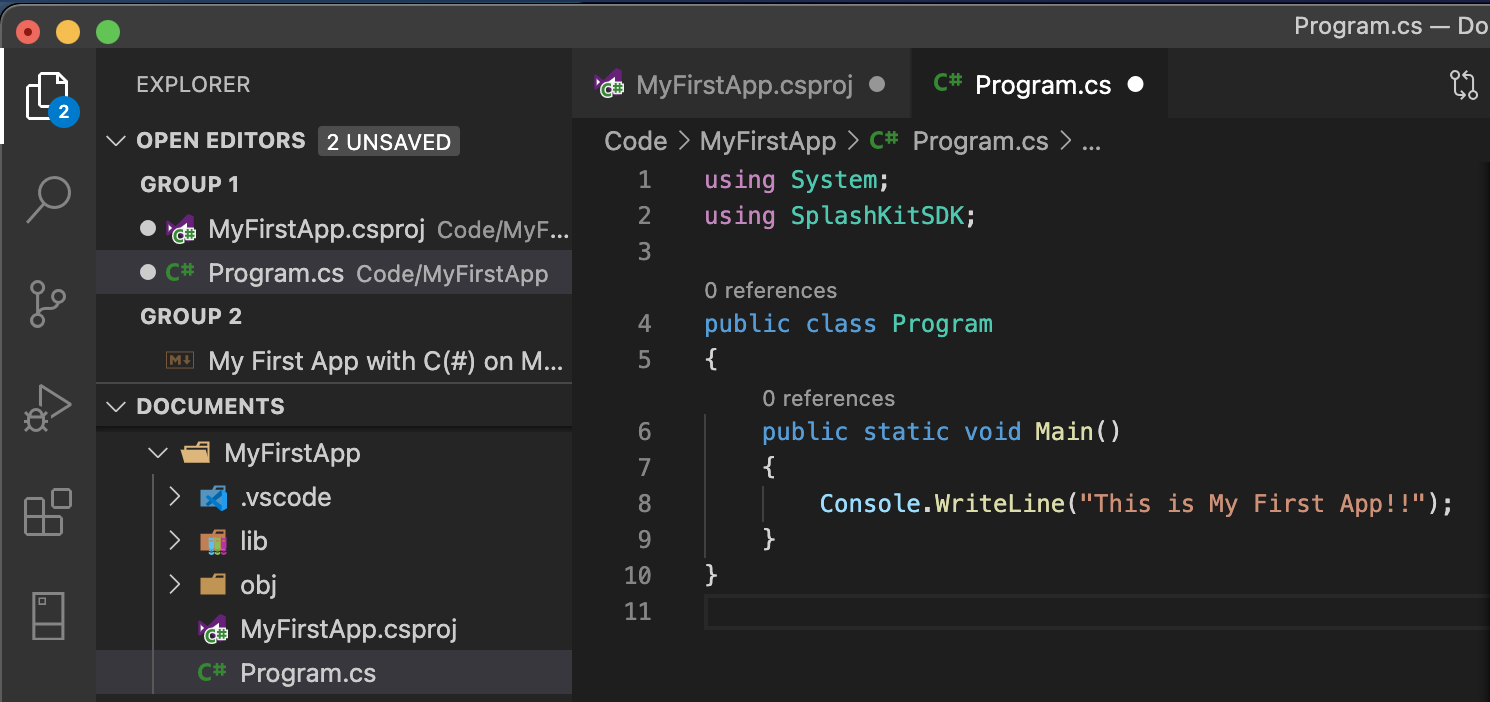 Program.cs — Do
EXPLORER
2
OPEN EDITORS 2 UNSAVED
GROUP 1
MyFirstApp.csproj Code/MyF...
C# Program.cs Code/MyFirstApp
GROUP 2
M↓ My First App with C(#) on M...
DOCUMENTS
MyFirstApp
.vscode
lib
obj
MyFirstApp.csproj
C# Program.cs
MyFirstApp.csproj
C# Program.cs
Code > MyFirstApp > C# Program.cs > ...
1 using System;
2 using SplashKitSDK;
3
0 references
4 public class Program
5 {
0 references
6 public static void Main()
7 {
8 Console.WriteLine("This is My First App!!");
9 }
10 }
11